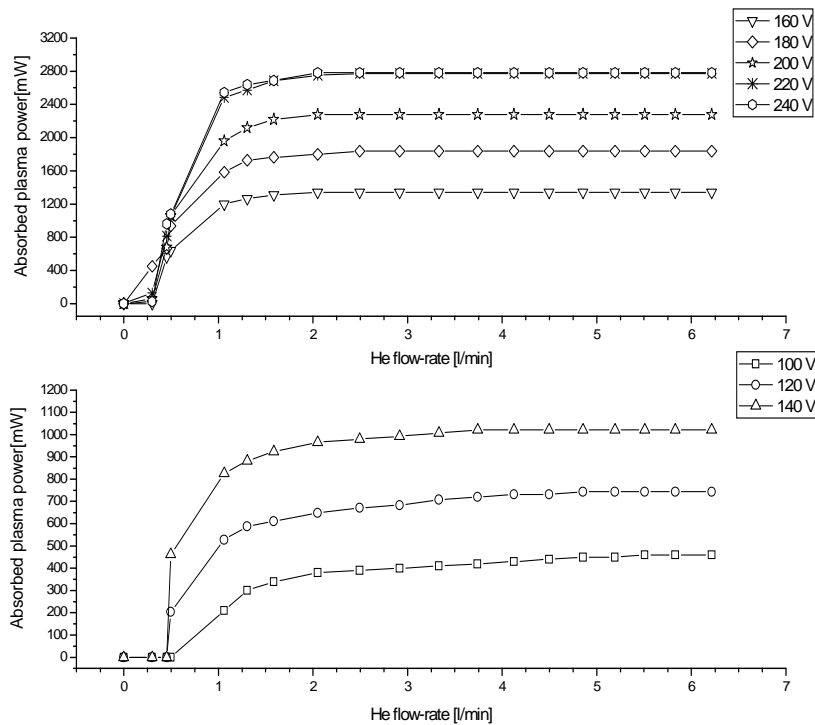 160 V
180 V
200 V
220 V
240 V
3200
2800
2400
2000
1600
1200
800
400
0
Absorbed plasma power[mW]
0 1 2 3 4 5 6 7
He flow-rate [l/min]
100 V
120 V
140 V
1200
1100
1000
900
800
700
600
500
400
300
200
100
0
Absorbed plasma power[mW]
0 1 2 3 4 5 6 7
He flow-rate [l/min]